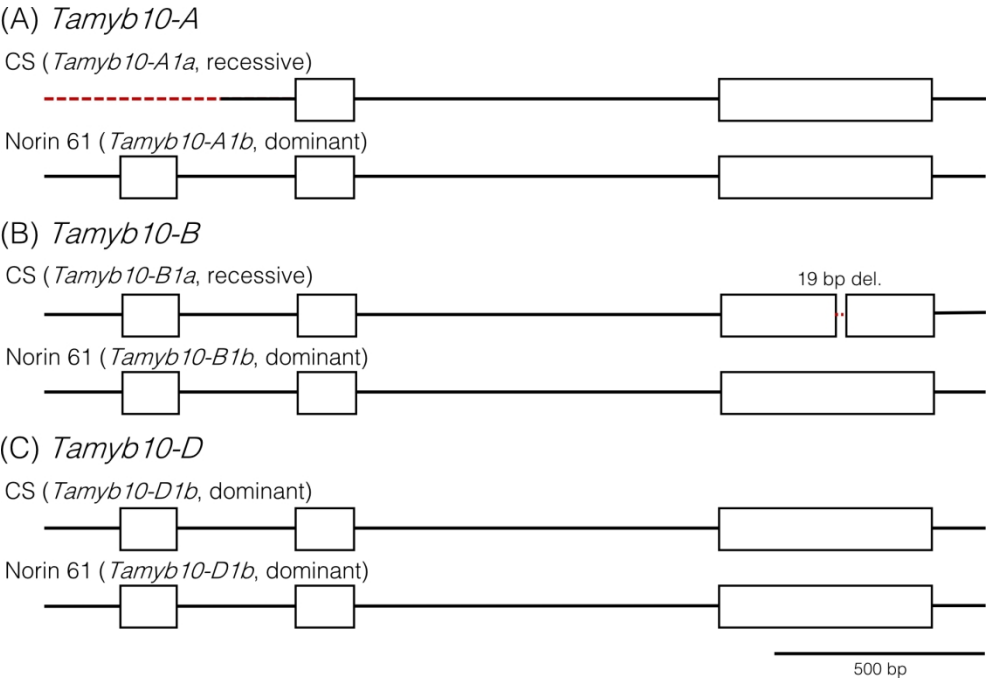 (A) Tamyb10-A
CS (Tamyb10-A1a, recessive)
Norin 61 (Tamyb10-A1b, dominant)
(B) Tamyb10-B
CS (Tamyb10-B1a, recessive)
19 bp del.
Norin 61 (Tamyb10-B1b, dominant)
(C) Tamyb10-D
CS (Tamyb10-D1b, dominant)
Norin 61 (Tamyb10-D1b, dominant)
500 bp